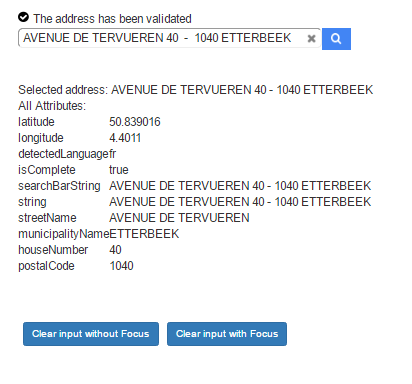 The address has been validated
AVENUE DE TERVUEREN 40 - 1040 ETTERBEEK
Selected address: AVENUE DE TERVUEREN 40 - 1040 ETTERBEEK
All Attributes:
latitude 50.839016
longitude 4.4011
detectedLanguage fr
isComplete true
searchBarString AVENUE DE TERVUEREN 40 - 1040 ETTERBEEK
string AVENUE DE TERVUEREN 40 - 1040 ETTERBEEK
streetName AVENUE DE TERVUEREN
municipalityName ETTERBEEK
houseNumber 40
postalCode 1040
Clear input without Focus Clear input with Focus